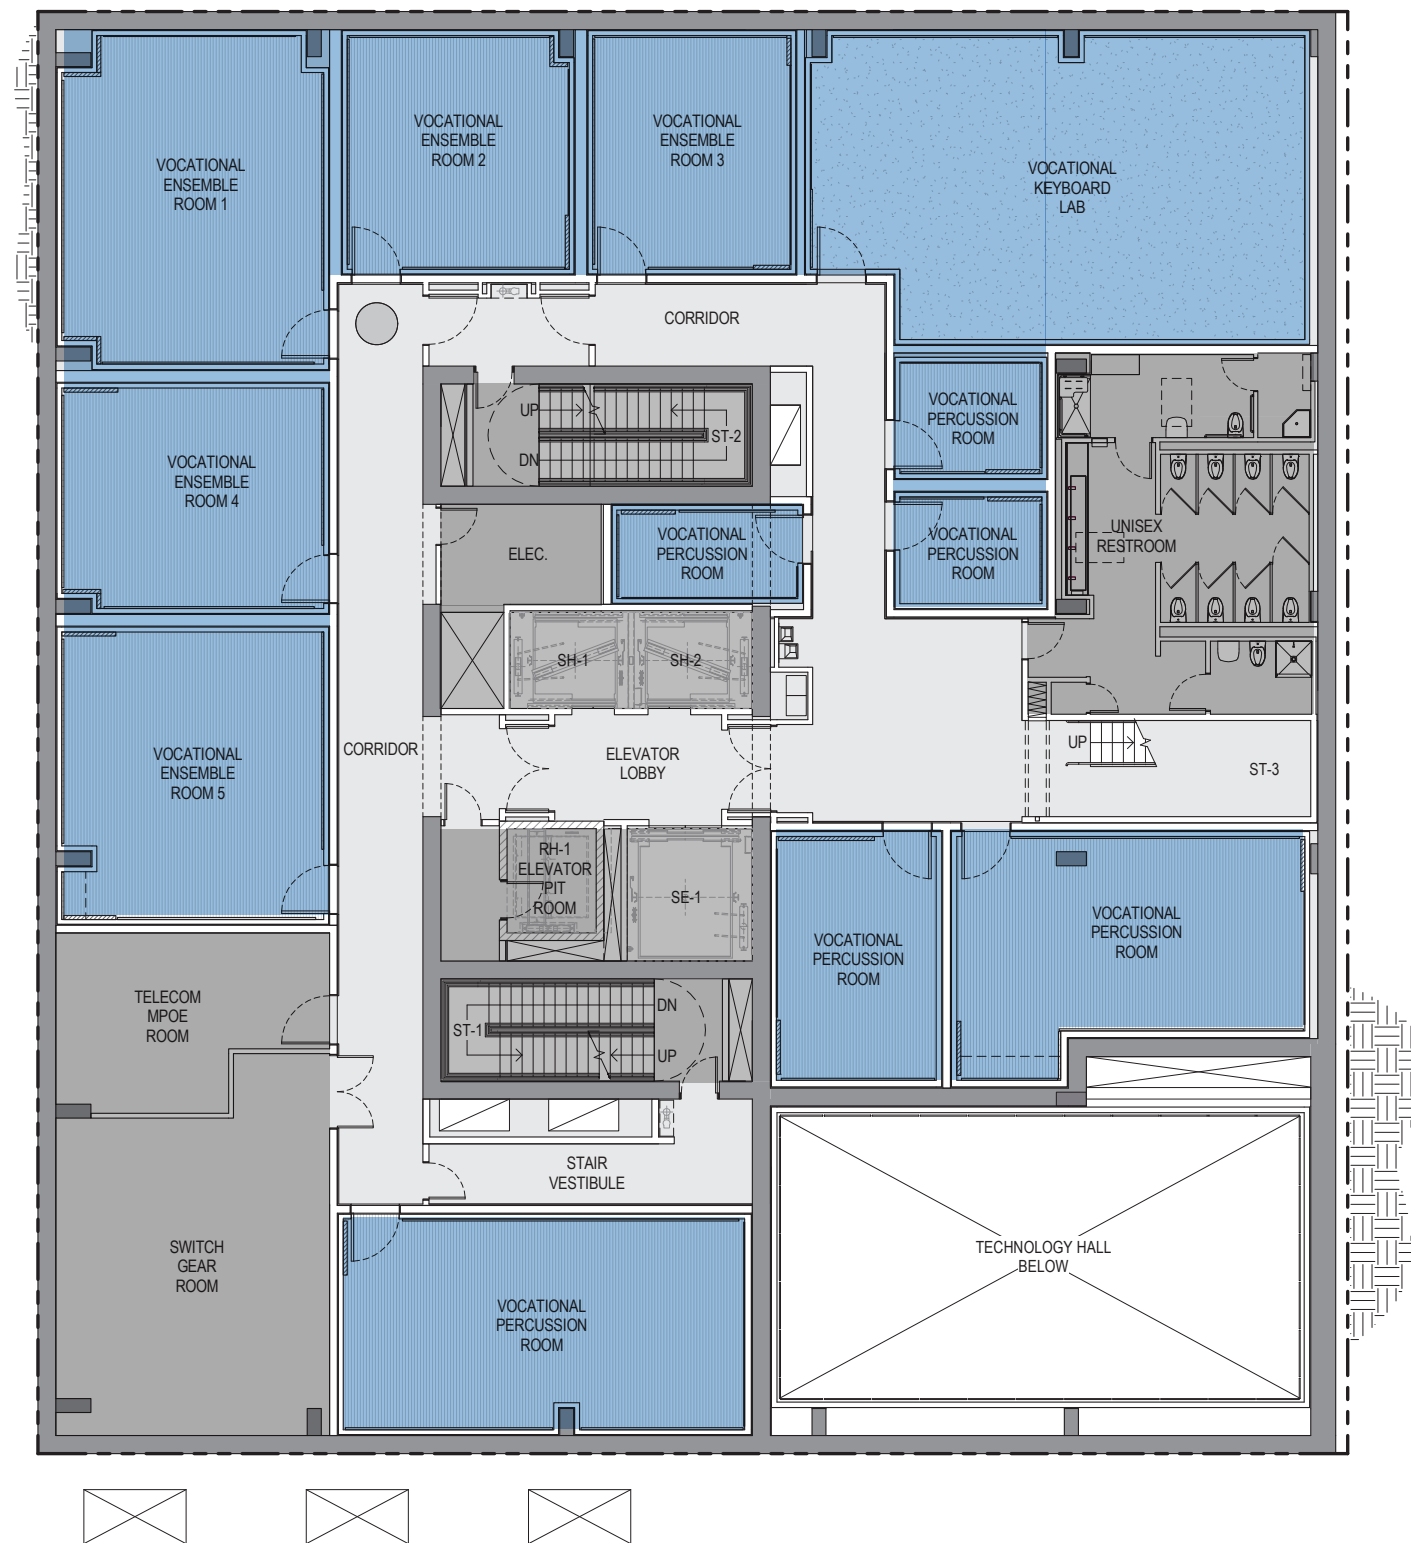 VOCATIONAL
ENSEMBLE
ROOM 1
VOCATIONAL
ENSEMBLE
ROOM 2
VOCATIONAL
ENSEMBLE
ROOM 3
VOCATIONAL
KEYBOARD
LAB
CORRIDOR
UP
ST-2
DN
VOCATIONAL
PERCUSSION
ROOM
VOCATIONAL
ENSEMBLE
ROOM 4
ELEC.
VOCATIONAL
PERCUSSION
ROOM
VOCATIONAL
PERCUSSION
ROOM
UNISEX
RESTROOM
SH-1
SH-2
VOCATIONAL
ENSEMBLE
ROOM 5
CORRIDOR
ELEVATOR
LOBBY
UP
ST-3
RH-1
ELEVATOR
PIT
ROOM
SE-1
VOCATIONAL
PERCUSSION
ROOM
VOCATIONAL
PERCUSSION
ROOM
TELECOM
MPOE
ROOM
DN
ST-1
UP
STAIR
VESTIBULE
SWITCH
GEAR
ROOM
VOCATIONAL
PERCUSSION
ROOM
TECHNOLOGY HALL
BELOW